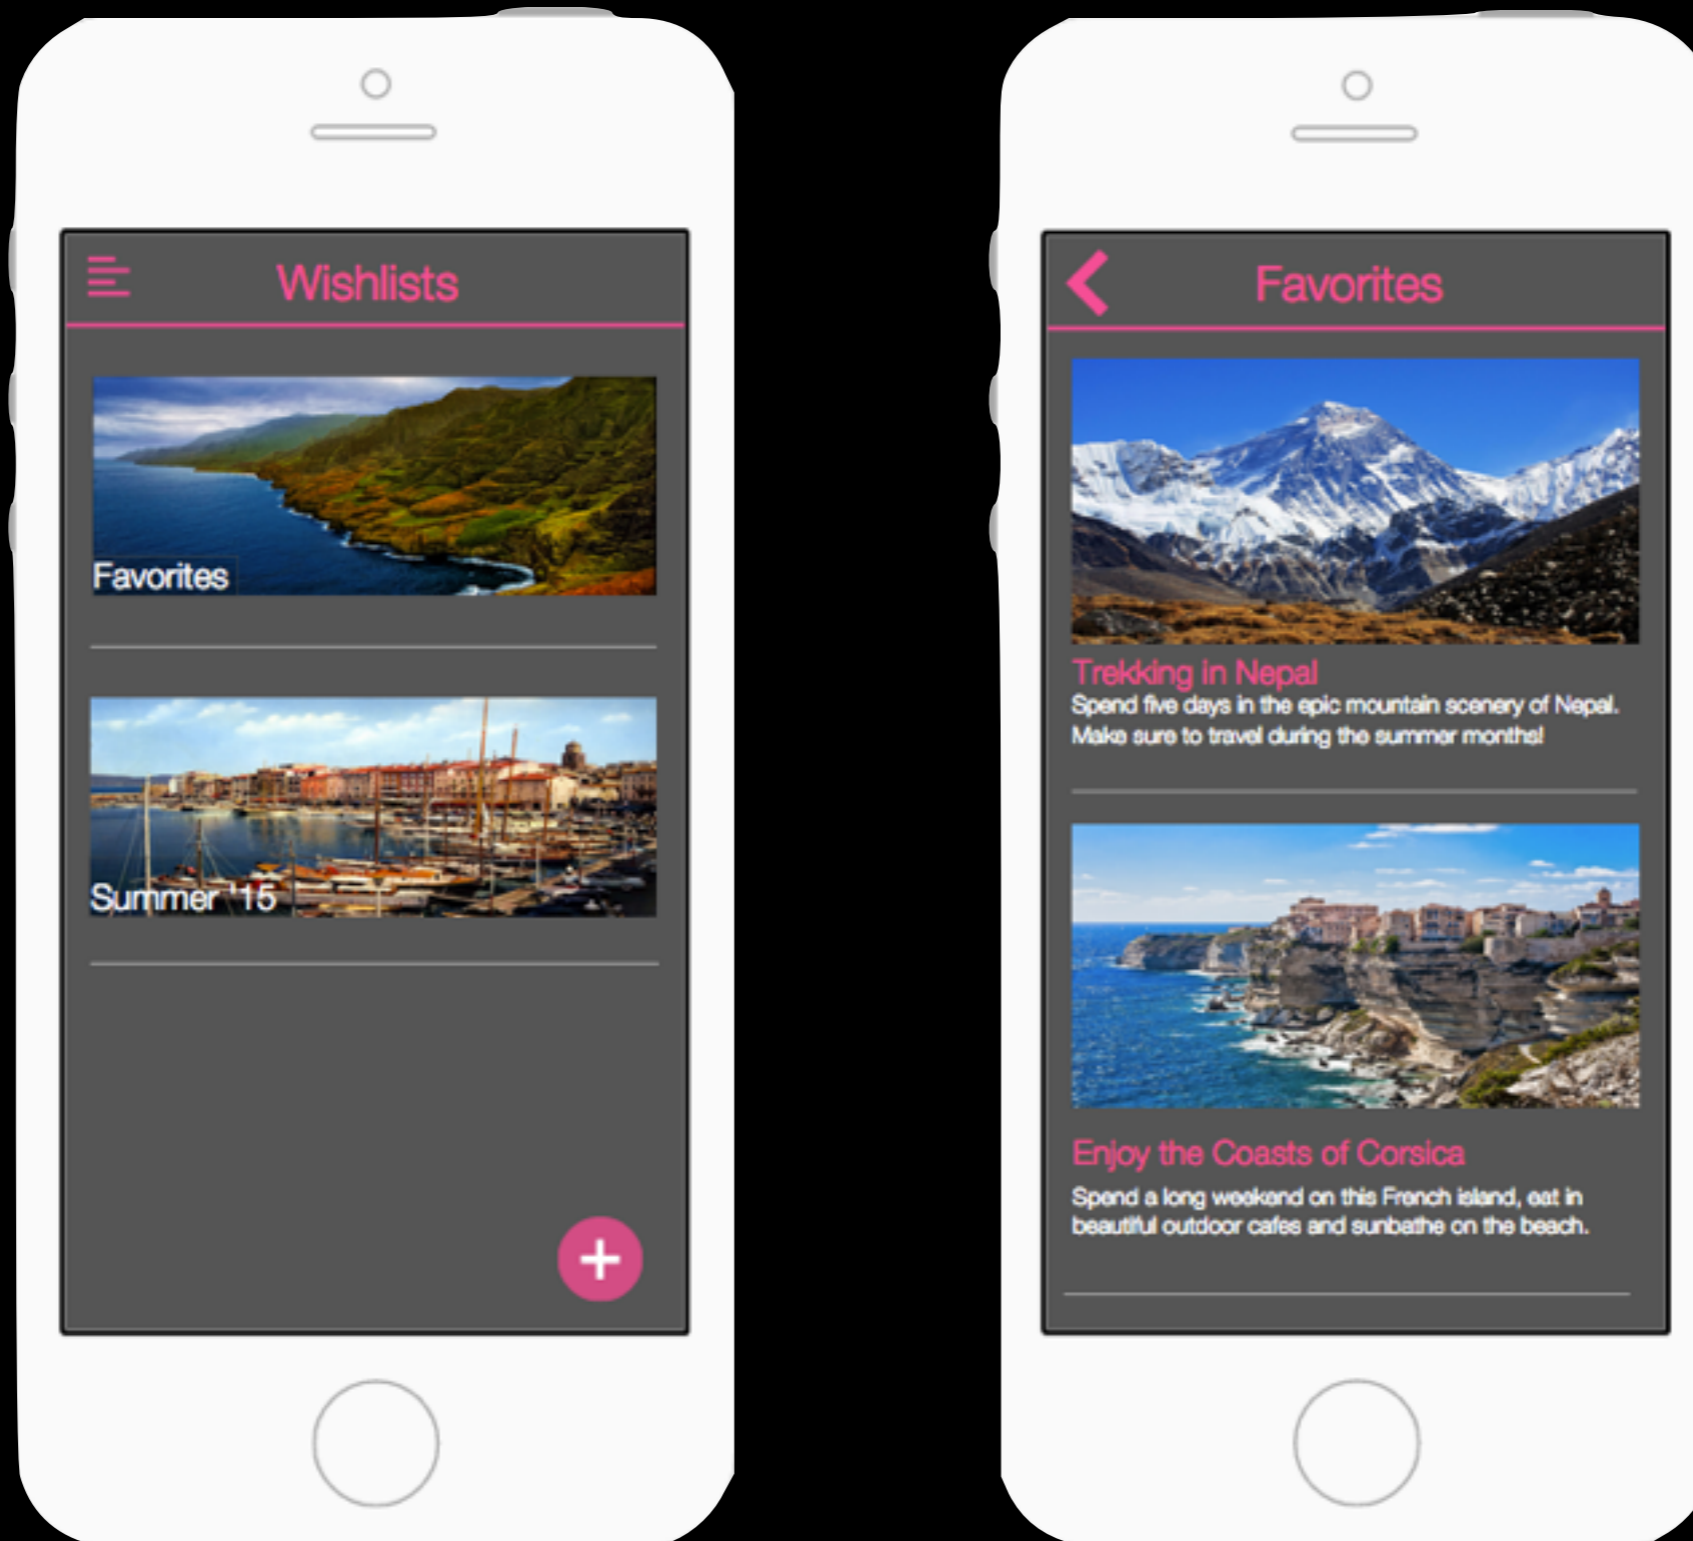 Wishlists
Favorites
Summer '15
Favorites
Trekking in Nepal
Spend five days in the epic mountain scenery of Nepal.
Make sure to travel during the summer months!
Enjoy the Coasts of Corsica
Spend a long weekend on this French island, eat in
beautiful outdoor cafes and sunbathe on the beach.